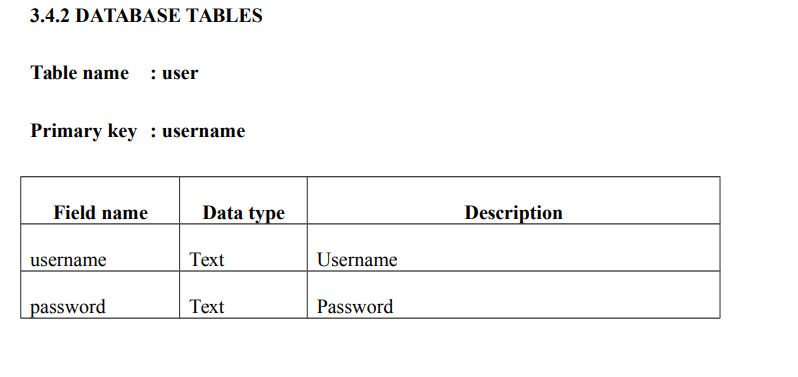 3.4.2 DATABASE TABLES
Table name : user
Primary key : username
Field name Data type Description
username Text Username
password Text Password